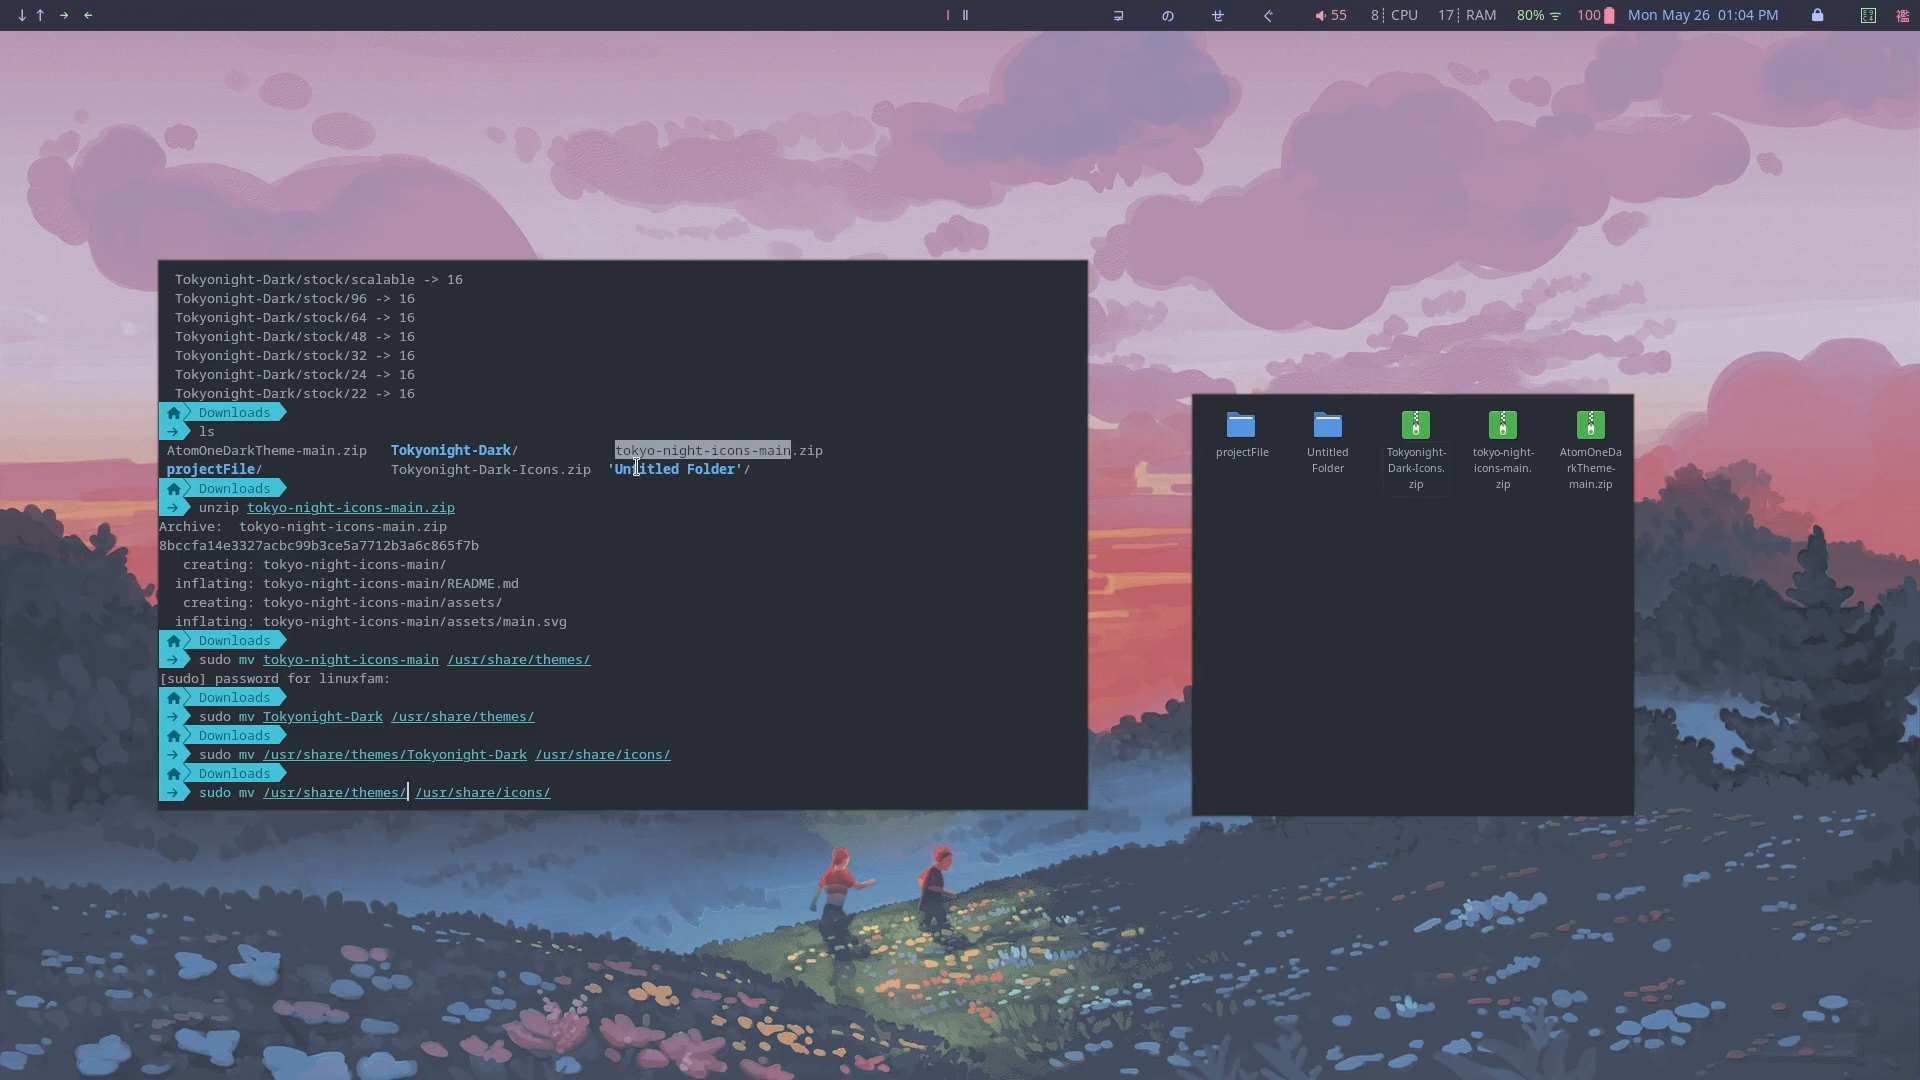 ↓ ↑ → ← I II コ の せ ぐ 55 8 CPU 17 RAM 80% 100 Mon May 26 01:04 PM
Tokyonight-Dark/stock/scalable -> 16
Tokyonight-Dark/stock/96 -> 16
Tokyonight-Dark/stock/64 -> 16
Tokyonight-Dark/stock/48 -> 16
Tokyonight-Dark/stock/32 -> 16
Tokyonight-Dark/stock/24 -> 16
Tokyonight-Dark/stock/22 -> 16
Downloads
→ ls
AtomOneDarkTheme-main.zip Tokyonight-Dark/ tokyo-night-icons-main.zip
projectFile/ Tokyonight-Dark-Icons.zip 'Untitled Folder'/
Downloads
→ unzip tokyo-night-icons-main.zip
Archive: tokyo-night-icons-main.zip
8bccfa14e3327acbc99b3ce5a7712b3a6c865f7b
creating: tokyo-night-icons-main/
inflating: tokyo-night-icons-main/README.md
creating: tokyo-night-icons-main/assets/
inflating: tokyo-night-icons-main/assets/main.svg
Downloads
→ sudo mv tokyo-night-icons-main /usr/share/themes/
[sudo] password for linuxfam:
Downloads
→ sudo mv Tokyonight-Dark /usr/share/themes/
Downloads
→ sudo mv /usr/share/themes/Tokyonight-Dark /usr/share/icons/
Downloads
→ sudo mv /usr/share/themes/ /usr/share/icons/
projectFile
Untitled
Folder
Tokyonight-
Dark-Icons.
zip
tokyo-night-
icons-main.
zip
AtomOneDa
rkTheme-
main.zip